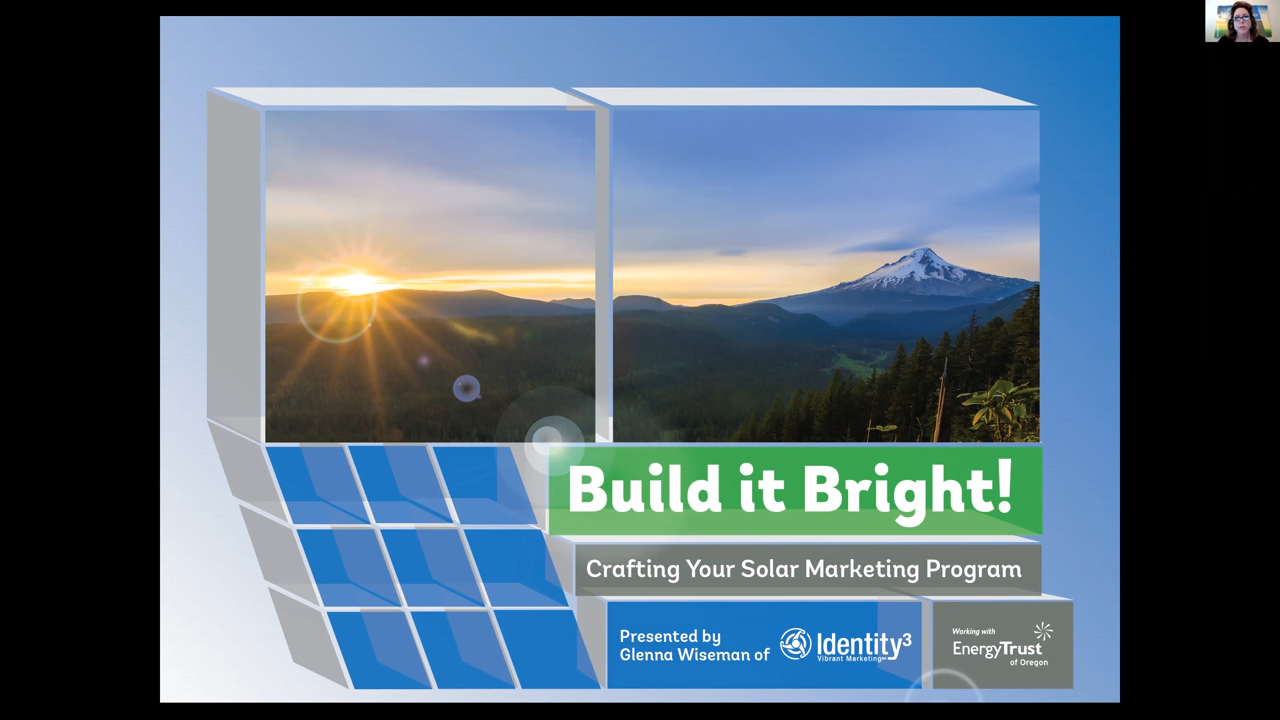 Build it Bright!
Crafting Your Solar Marketing Program
Presented by
Glenna Wiseman of
Identity³
Vibrant Marketing
Working with
EnergyTrust
of Oregon